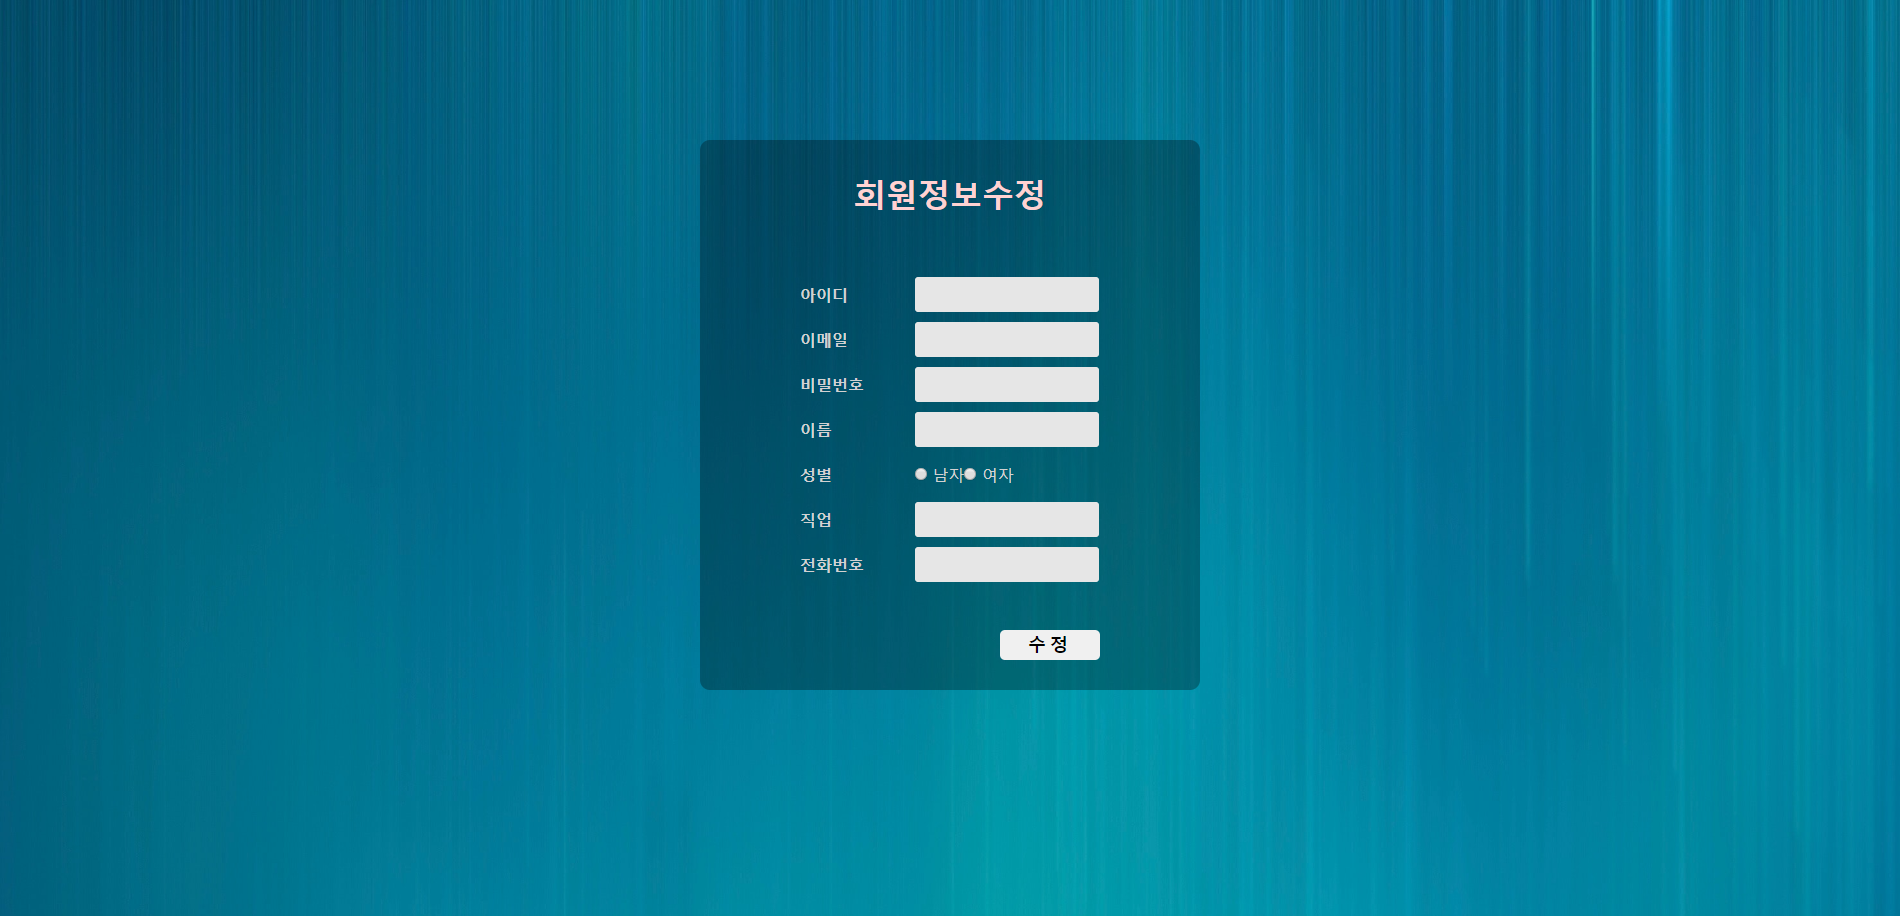 회원정보수정
아이디
이메일
비밀번호
이름
성별 남자 여자
직업
전화번호
수 정